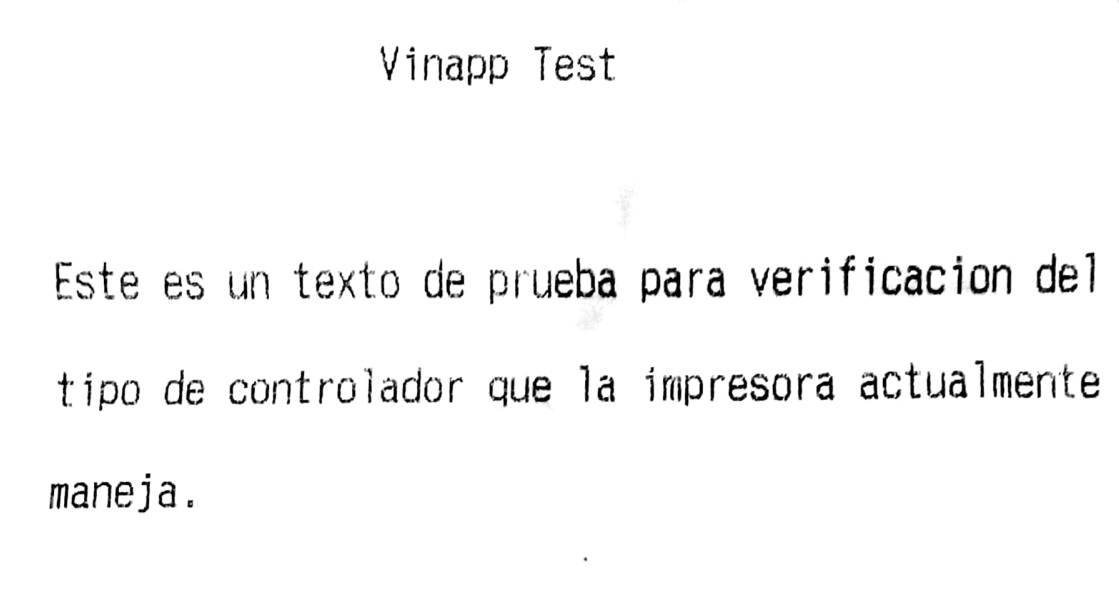 Vinapp Test
Este es un texto de prueba para verificacion del
tipo de controlador que la impresora actualmente
maneja.